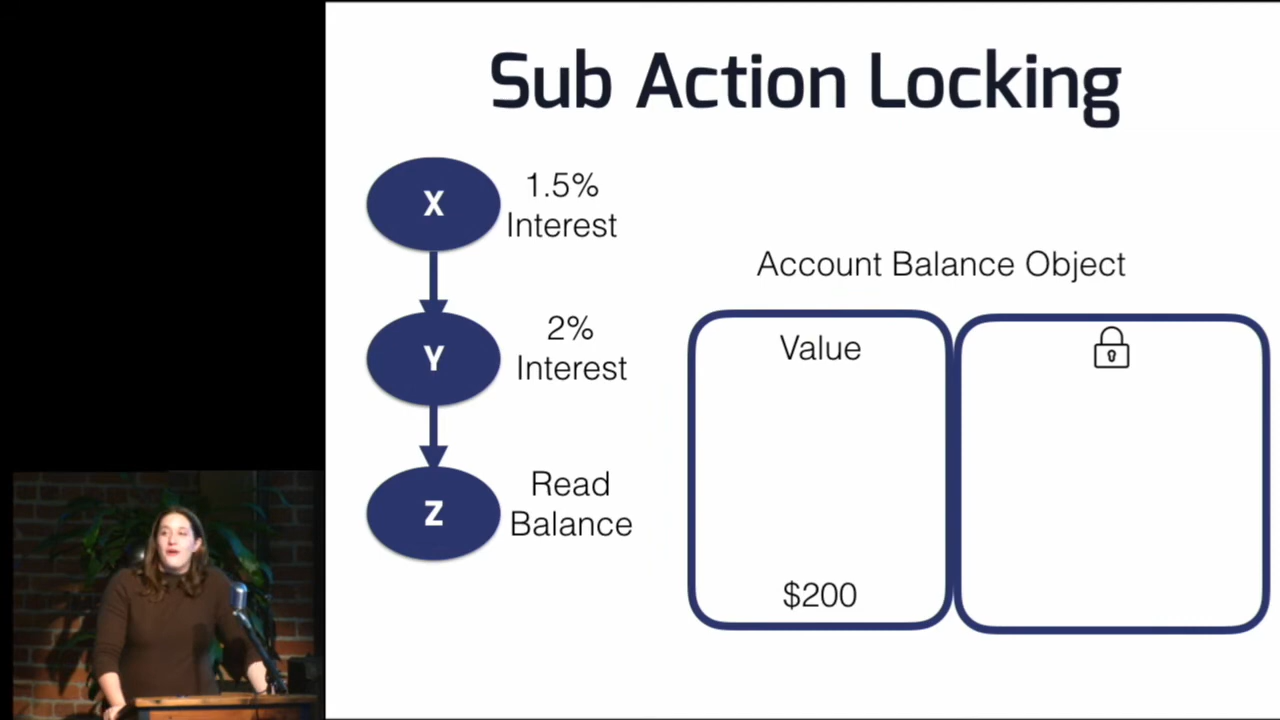 Sub Action Locking
X
1.5%
Interest
Y
2%
Interest
Z
Read
Balance
Account Balance Object
Value
$200